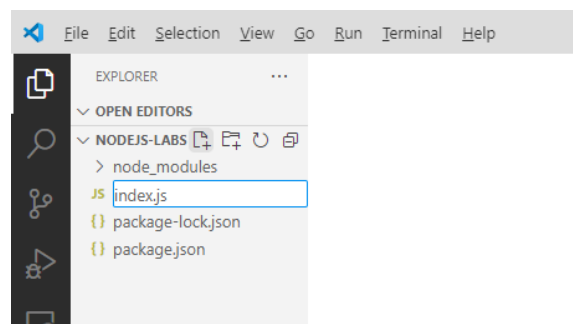 File Edit Selection View Go Run Terminal Help
EXPLORER ...
OPEN EDITORS
NODEJS-LABS
node_modules
JS index.js
{} package-lock.json
{} package.json